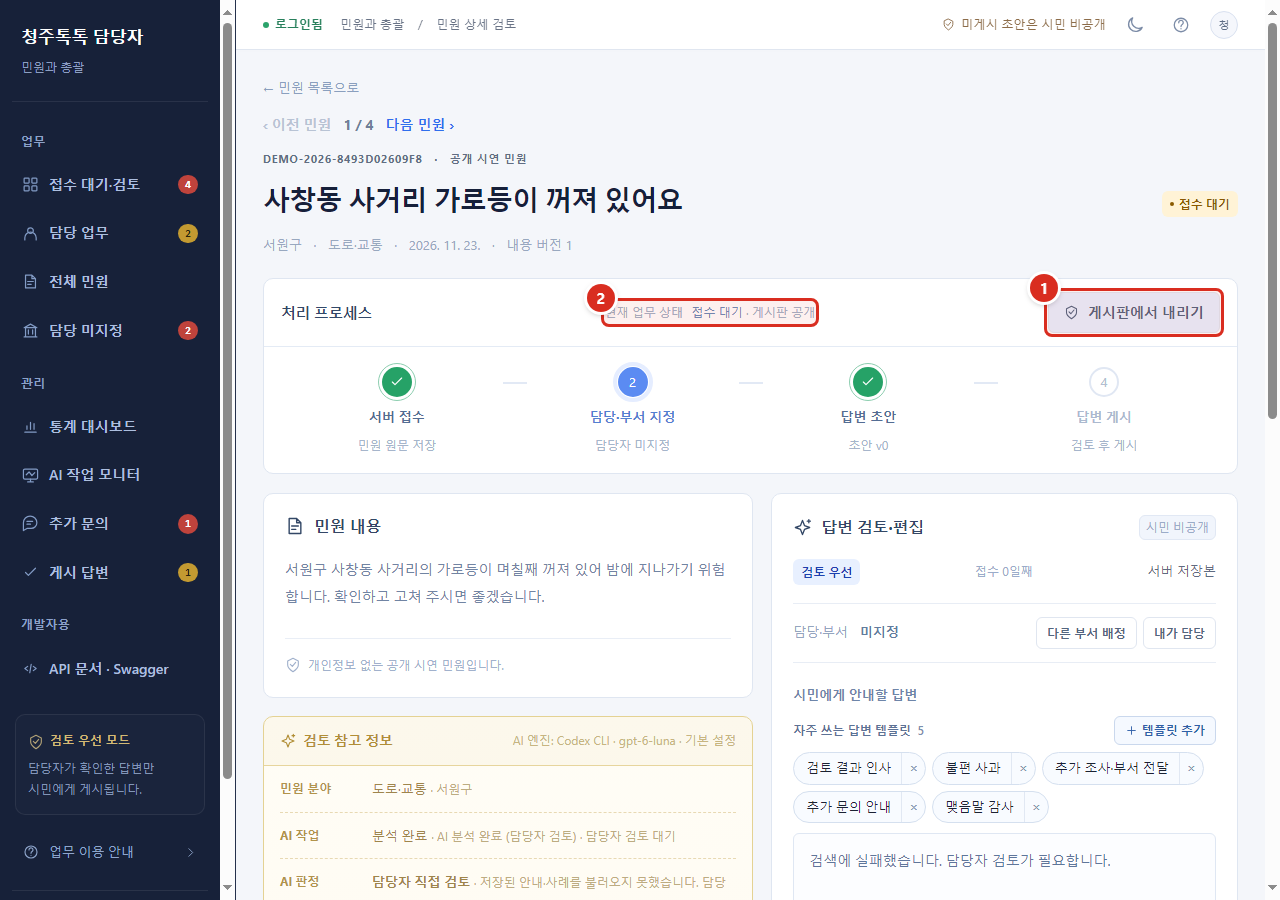 청주톡톡 담당자
민원과 총괄
업무
접수 대기·검토 4
담당 업무 2
전체 민원
담당 미지정 2
관리
통계 대시보드
AI 작업 모니터
추가 문의 1
게시 답변 1
개발자용
API 문서 · Swagger
검토 우선 모드
담당자가 확인한 답변만
시민에게 게시됩니다.
업무 이용 안내
로그인됨 민원과 총괄 / 민원 상세 검토 미게시 초안은 시민 비공개 청
← 민원 목록으로
‹ 이전 민원 1 / 4 다음 민원 ›
DEMO-2026-8493D02609F8 · 공개 시연 민원
사창동 사거리 가로등이 꺼져 있어요
• 접수 대기
서원구 · 도로·교통 · 2026. 11. 23. · 내용 버전 1
처리 프로세스 2 현재 업무 상태 접수 대기 · 게시판 공개 1 게시판에서 내리기
2 4
서버 접수 담당·부서 지정 답변 초안 답변 게시
민원 원문 저장 담당자 미지정 초안 v0 검토 후 게시
민원 내용
서원구 사창동 사거리의 가로등이 며칠째 꺼져 있어 밤에 지나가기 위험
합니다. 확인하고 고쳐 주시면 좋겠습니다.
개인정보 없는 공개 시연 민원입니다.
검토 참고 정보 AI 엔진: Codex CLI · gpt-6-luna · 기본 설정
민원 분야 도로·교통 · 서원구
AI 작업 분석 완료 · AI 분석 완료 (담당자 검토) · 담당자 검토 대기
AI 판정 담당자 직접 검토 · 저장된 안내·사례를 불러오지 못했습니다. 담당
답변 검토·편집 시민 비공개
검토 우선 접수 0일째 서버 저장본
담당·부서 미지정 다른 부서 배정 내가 담당
시민에게 안내할 답변
자주 쓰는 답변 템플릿 5 + 템플릿 추가
검토 결과 인사 × 불편 사과 × 추가 조사·부서 전달 ×
추가 문의 안내 × 맺음말 감사 ×
검색에 실패했습니다. 담당자 검토가 필요합니다.